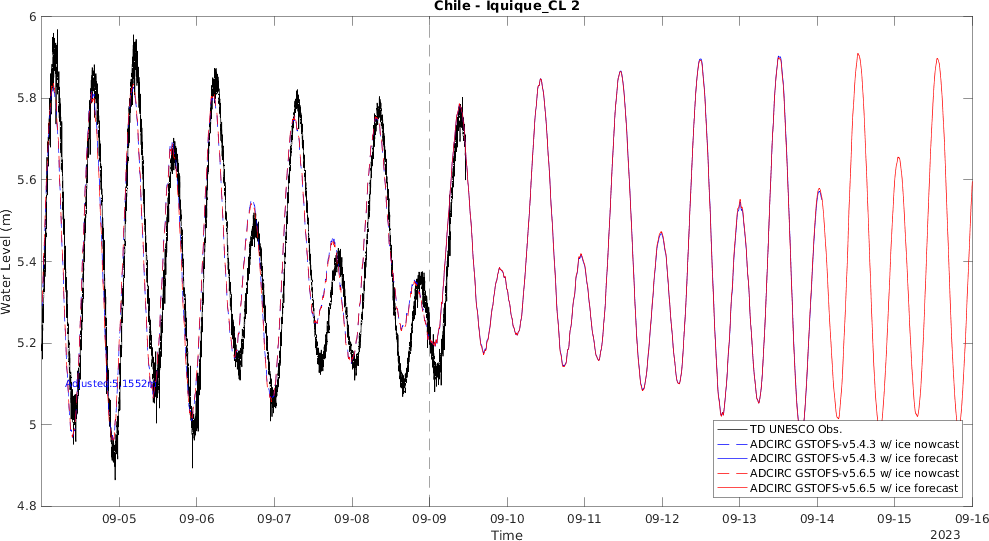 Chile - Iquique_CL 2
6
5.8
5.6
5.4
5.2
5
4.8
Water Level (m)
Adjusted:5.1552m
TD UNESCO Obs.
ADCIRC GSTOFS-v5.4.3 w/ ice nowcast
ADCIRC GSTOFS-v5.4.3 w/ ice forecast
ADCIRC GSTOFS-v5.6.5 w/ ice nowcast
ADCIRC GSTOFS-v5.6.5 w/ ice forecast
09-05 09-06 09-07 09-08 09-09 09-10 09-11 09-12 09-13 09-14 09-15 09-16
Time
2023